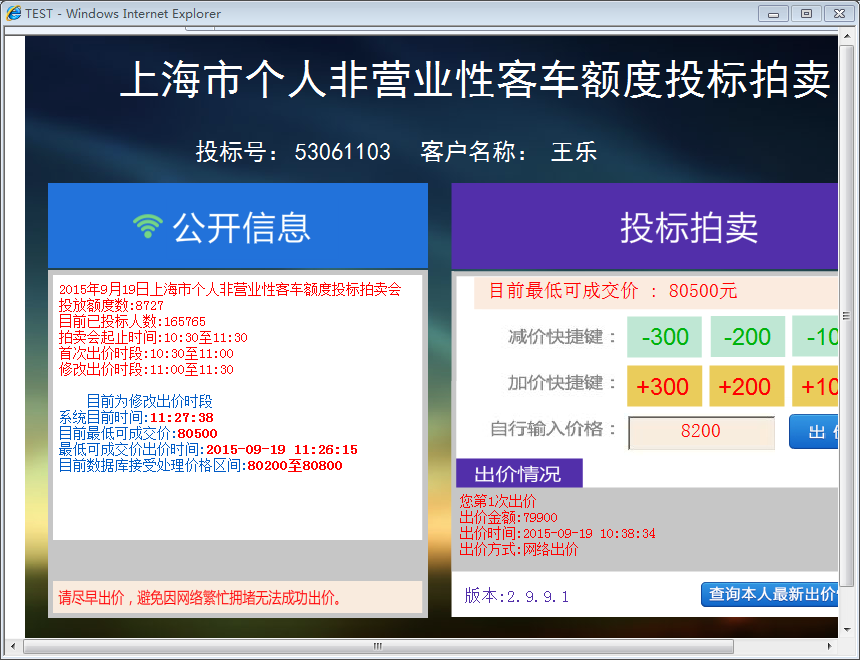 TEST - Windows Internet Explorer
上海市个人非营业性客车额度投标拍卖
投标号： 53061103 客户名称： 王乐
公开信息
2015年9月19日上海市个人非营业性客车额度投标拍卖会
投放额度数:8727
目前已投标人数:165765
拍卖会起止时间:10:30至11:30
首次出价时段:10:30至11:00
修改出价时段:11:00至11:30
目前为修改出价时段
系统目前时间:11:27:38
目前最低可成交价:80500
最低可成交价出价时间:2015-09-19 11:26:15
目前数据库接受处理价格区间:80200至80800
请尽早出价，避免因网络繁忙拥堵无法成功出价。
投标拍卖
目前最低可成交价 : 80500元
减价快捷键： -300 -200 -10
加价快捷键： +300 +200 +10
自行输入价格： 8200 出
出价情况
您第1次出价
出价金额:79900
出价时间:2015-09-19 10:38:34
出价方式:网络出价
版本:2.9.9.1 查询本人最新出价